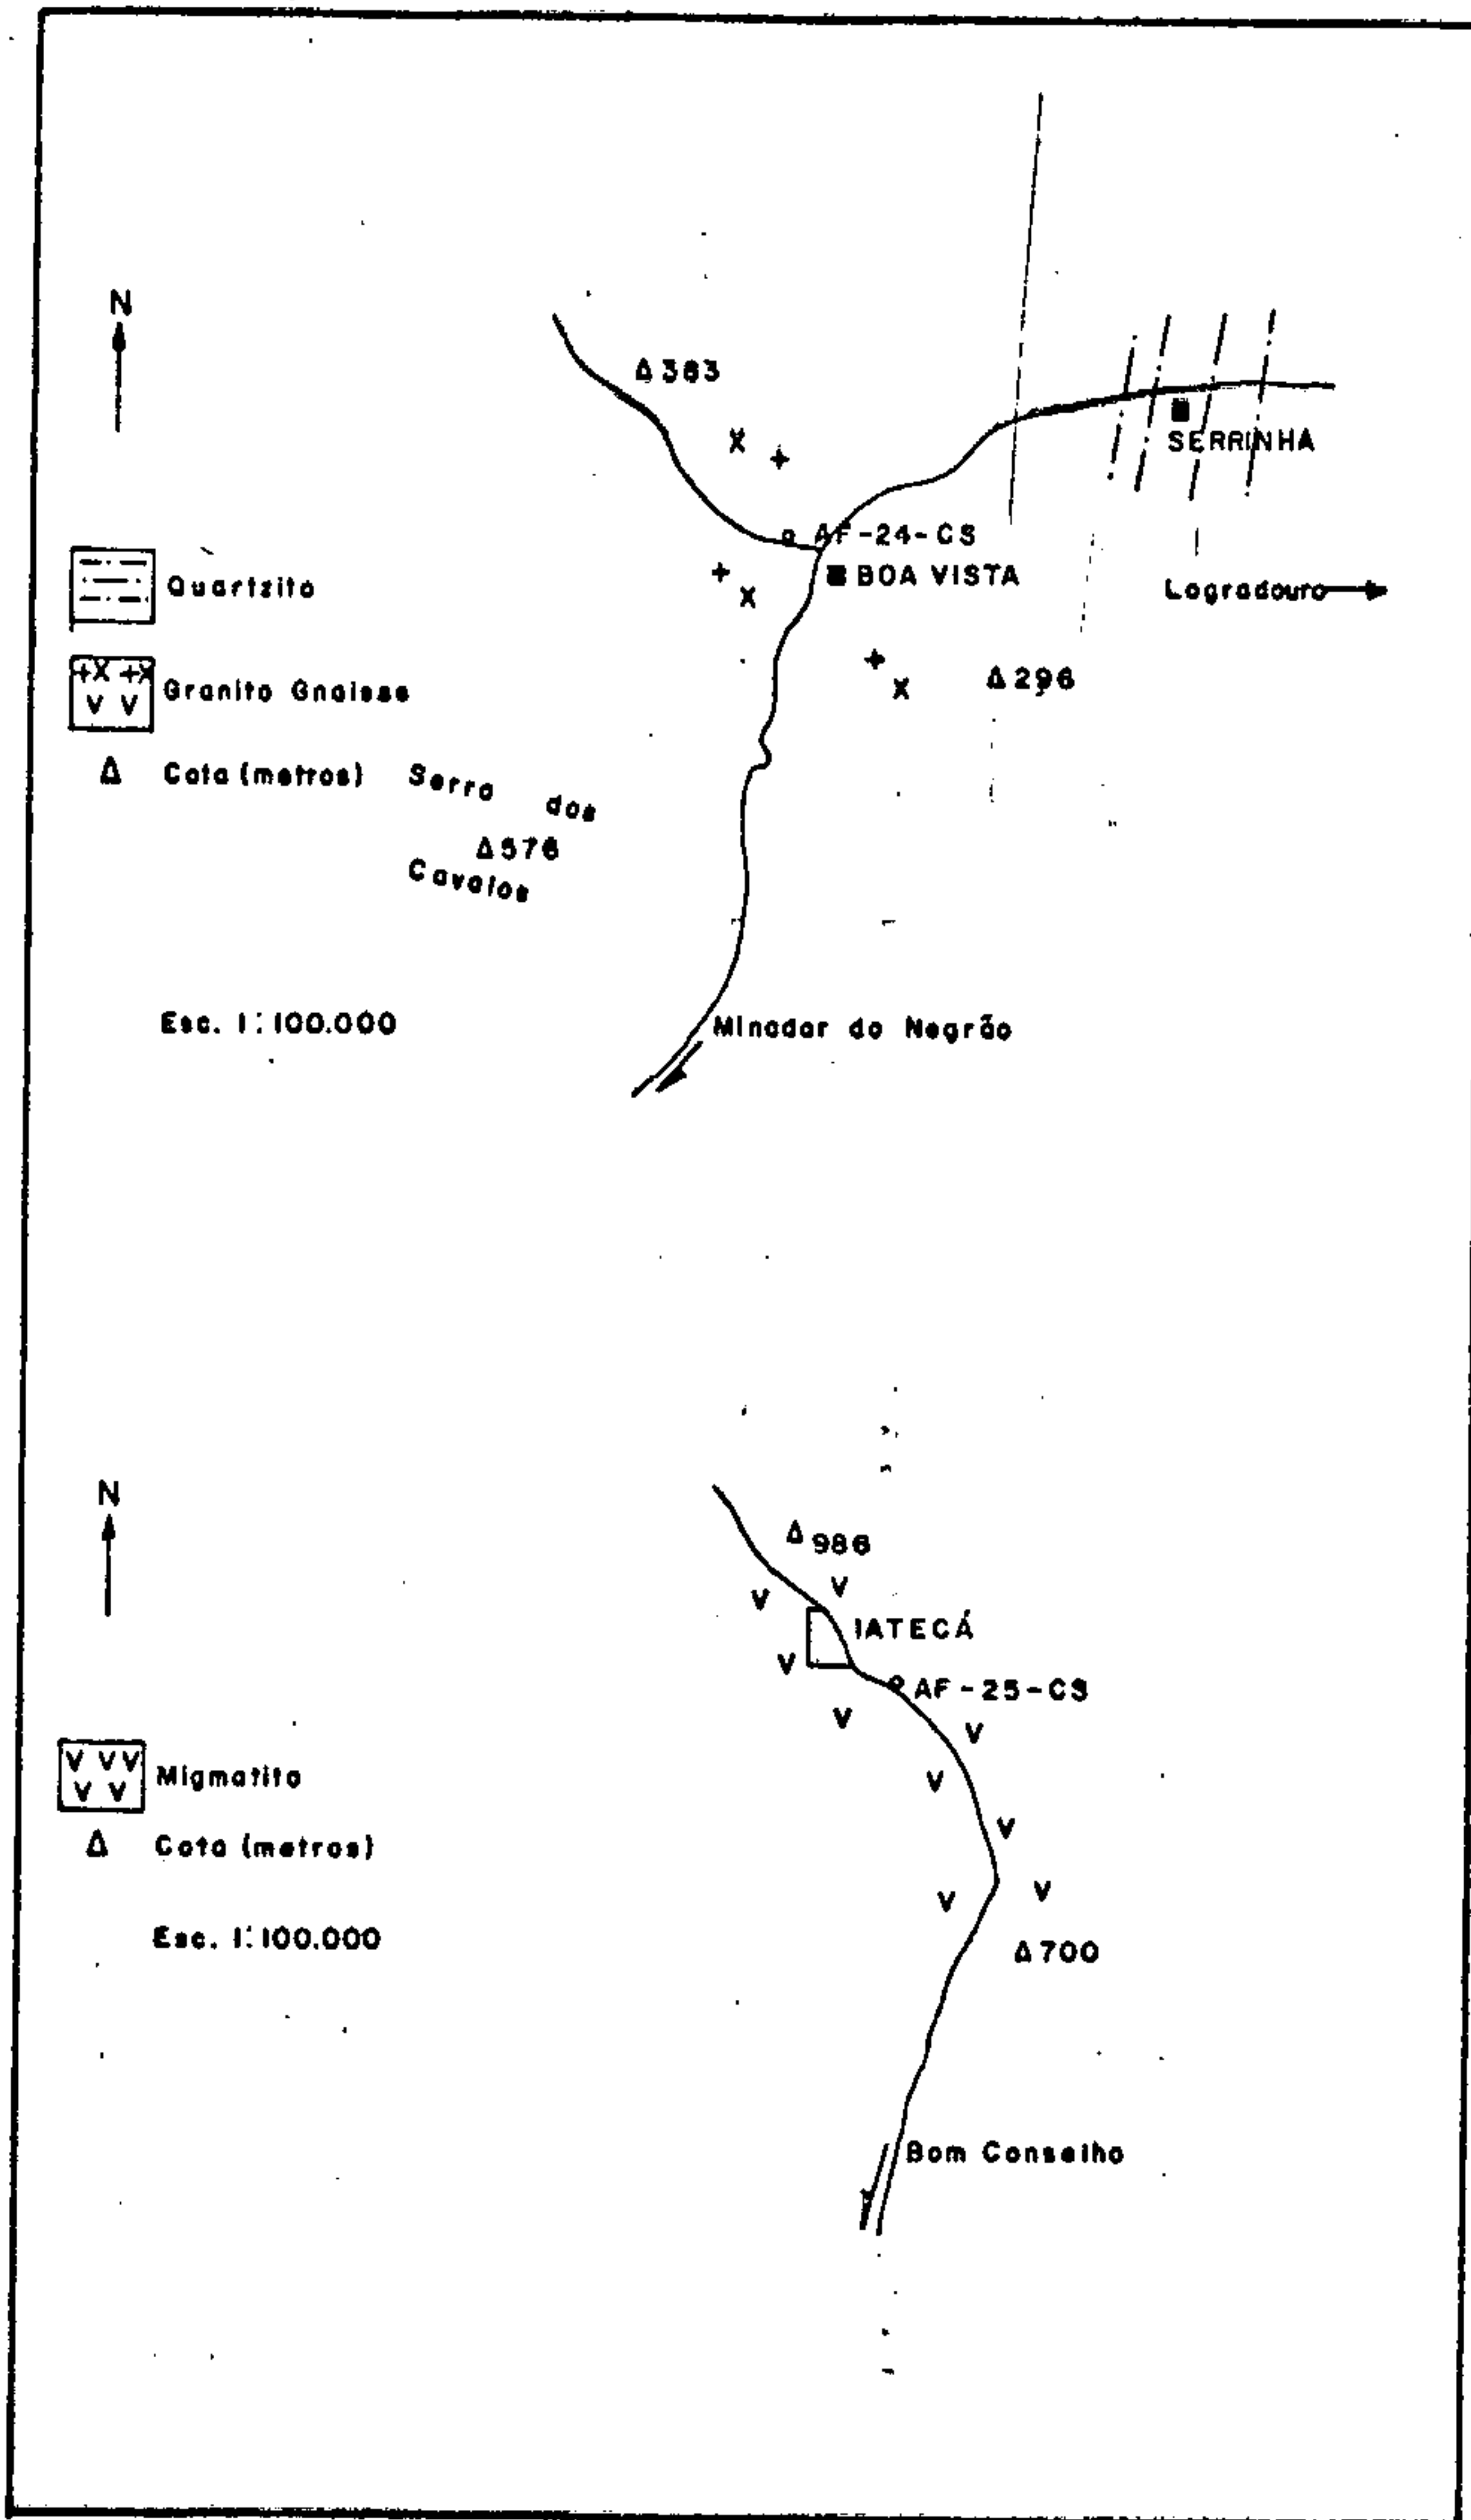 N
Δ 383
SERRINHA
AF-24-CS
BOA VISTA
Quartzito
Logradouro
Granito Gnaisse
Δ 296
Δ Cota (metros)
Serra dos
Δ 576
Cavalos
Esc. 1:100.000
Minador do Negrão
N
Δ 986
IATECÁ
AF-25-CS
Migmatito
Δ Cota (metros)
Esc. 1:100.000
Δ 700
Bom Conselho